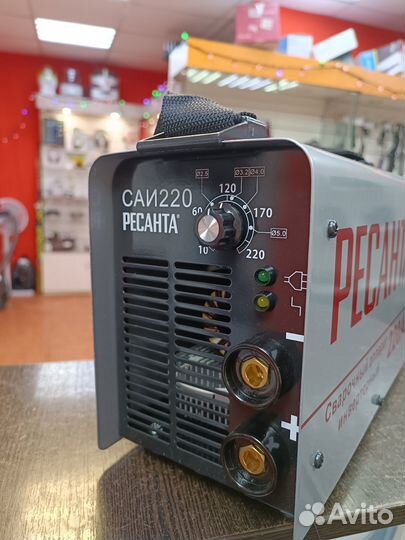 САИ220
РЕСАНТА®
Ø2.5
Ø3.2
Ø4.0
Ø5.0
10
60
120
170
220
−
+
РЕСАНТА
Сварочный аппарат
инверторный
Avito